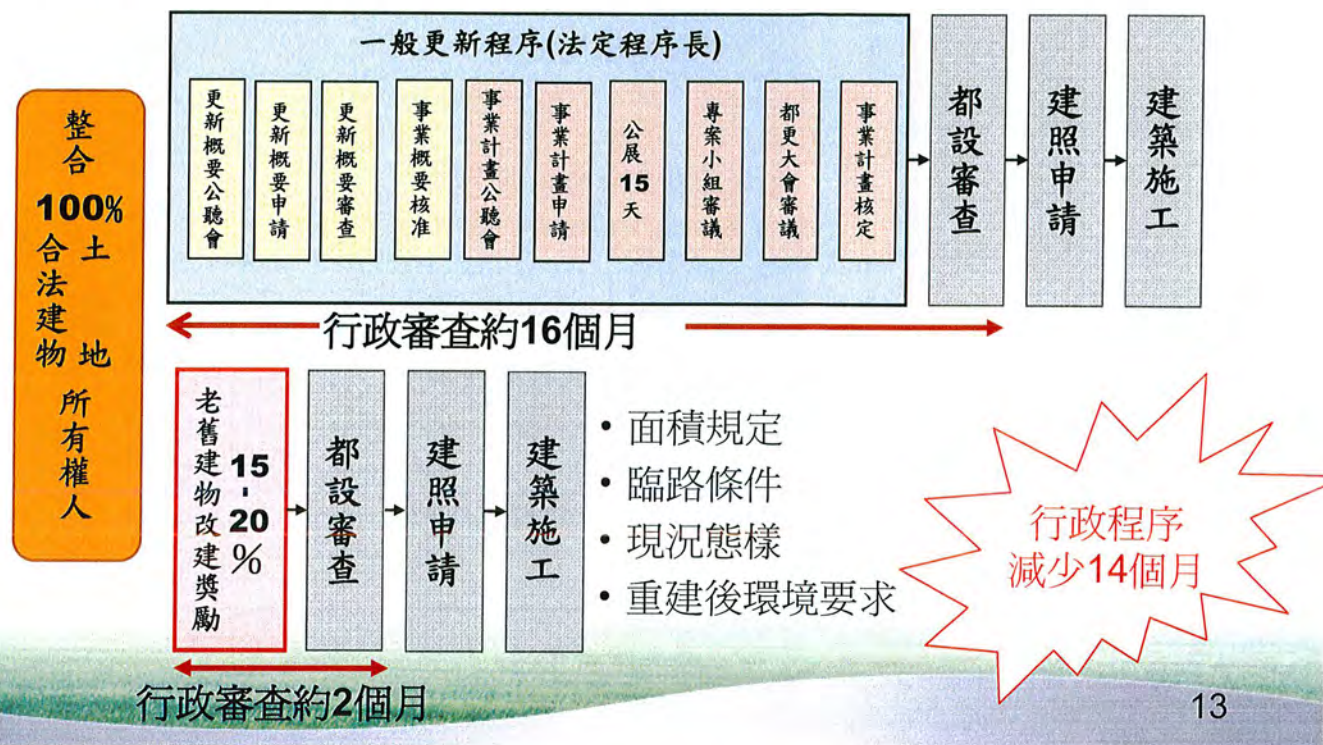 整合
100%
土地
合法建物
所有權人
一般更新程序(法定程序長)
更新概要公聽會
更新概要申請
更新概要審查
事業概要核准
事業計畫公聽會
事業計畫申請
公展15天
專案小組審議
都更大會審議
事業計畫核定
都設審查
建照申請
建築施工
行政審查約16個月
老舊建物改建獎勵
15-20%
都設審查
建照申請
建築施工
• 面積規定
• 臨路條件
• 現況態樣
• 重建後環境要求
行政程序
減少14個月
行政審查約2個月
13